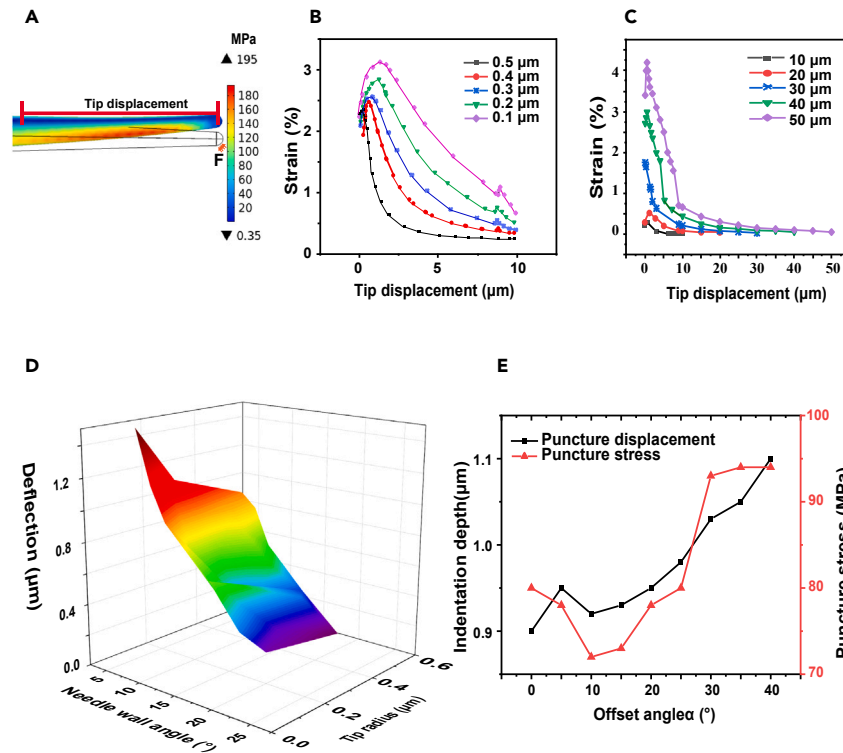 A
MPa
▲ 195
180
160
140
120
100
80
60
40
20
▼ 0.35
Tip displacement
F
B
Strain (%)
3
2
1
0
0.5 µm
0.4 µm
0.3 µm
0.2 µm
0.1 µm
0
5
10
Tip displacement (µm)
C
Strain (%)
4
3
2
1
0
10 µm
20 µm
30 µm
40 µm
50 µm
0
10
20
30
40
50
Tip displacement (µm)
D
Deflection (µm)
1.2
0.8
0.4
0.0
5
10
15
20
25
Needle wall angle (°)
0.0
0.2
0.4
0.6
Tip radius (µm)
E
Indentation depth(µm)
1.1
1.0
0.9
Puncture displacement
Puncture stress
100
95
90
85
80
75
70
Puncture stress (MPa)
0
10
20
30
40
Offset angleα (°)